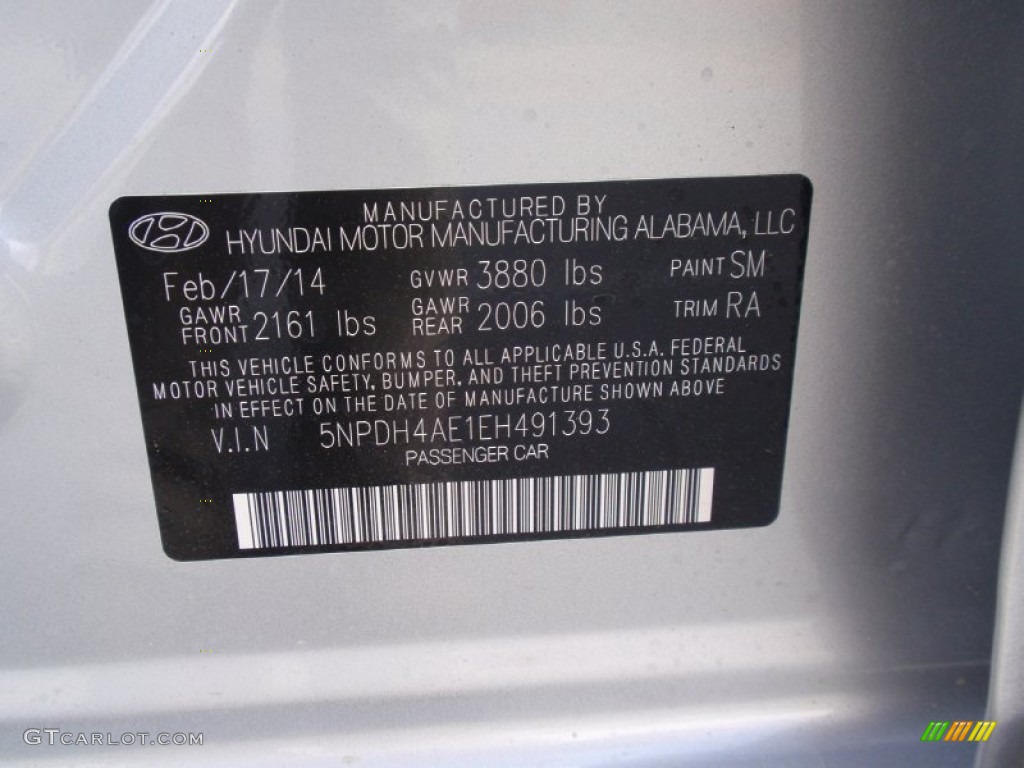 MANUFACTURED BY
HYUNDAI MOTOR MANUFACTURING ALABAMA, LLC
Feb/17/14 GVWR 3880 lbs PAINT SM
GAWR FRONT 2161 lbs GAWR REAR 2006 lbs TRIM RA
THIS VEHICLE CONFORMS TO ALL APPLICABLE U.S.A. FEDERAL
MOTOR VEHICLE SAFETY, BUMPER, AND THEFT PREVENTION STANDARDS
IN EFFECT ON THE DATE OF MANUFACTURE SHOWN ABOVE
V.I.N 5NPDH4AE1EH491393
PASSENGER CAR
GTCARLOT.COM